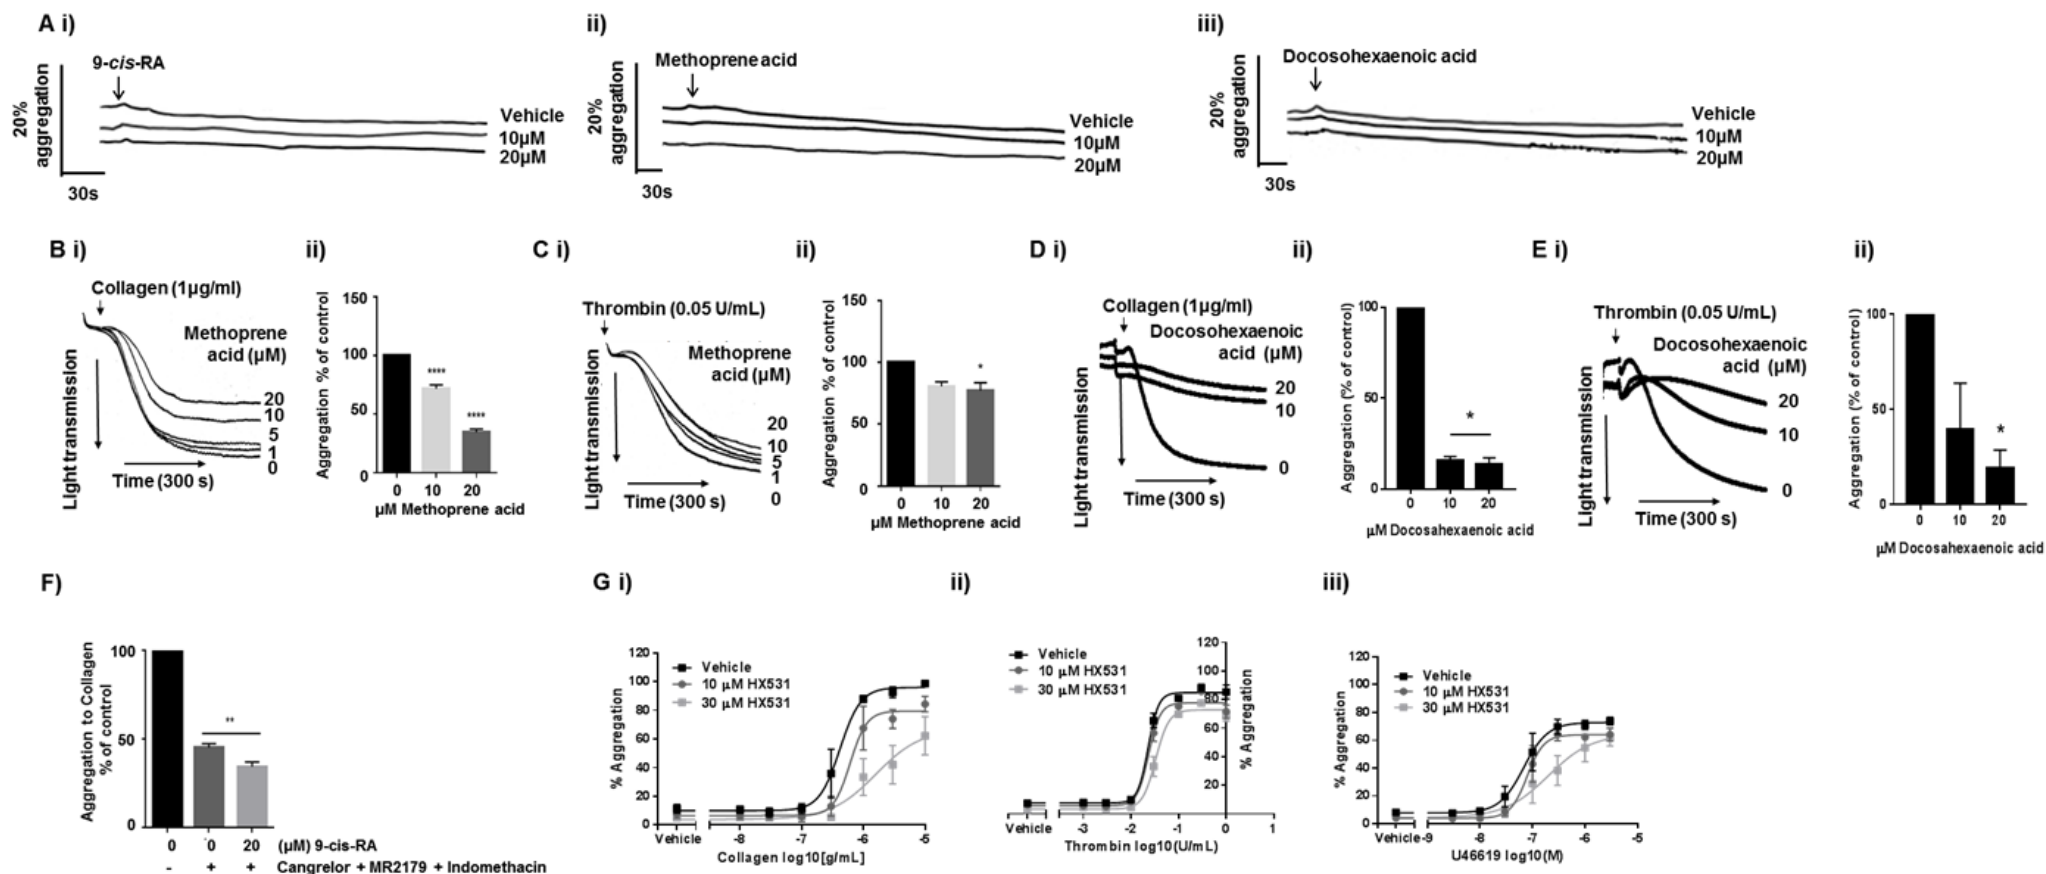 A i)
ii)
iii)
9-cis-RA
20%
aggregation
30s
Vehicle
10µM
20µM
Methoprene acid
20%
aggregation
30s
Vehicle
10µM
20µM
Docosohexaenoic acid
20%
aggregation
30s
Vehicle
10µM
20µM
B i)
Collagen (1µg/ml)
Methoprene
acid (µM)
Light transmission
20
10
5
1
0
Time (300 s)
ii)
Aggregation % of control
150
100
50
0
****
****
0 10 20
µM Methoprene acid
C i)
Thrombin (0.05 U/mL)
Methoprene
acid (µM)
Light transmission
20
10
5
1
0
Time (300 s)
ii)
Aggregation % of control
150
100
50
0
*
0 10 20
µM Methoprene acid
D i)
Collagen (1µg/ml)
Docosohexaenoic
acid (µM)
Light transmission
20
10
0
Time (300 s)
ii)
Aggregation (% of control)
100
50
0
*
0 10 20
µM Docosahexaenoic acid
E i)
Thrombin (0.05 U/mL)
Docosohexaenoic
acid (µM)
Light transmission
20
10
0
Time (300 s)
ii)
Aggregation (% of control)
100
50
0
*
0 10 20
µM Docosahexaenoic acid
F)
Aggregation to Collagen
% of control
100
50
0
**
0 0 20 (µM) 9-cis-RA
- + + Cangrelor + MR2179 + Indomethacin
G i)
% Aggregation
120
100
80
60
40
20
0
Vehicle
10 µM HX531
30 µM HX531
Vehicle -8 -7 -6 -5
Collagen log10[g/mL]
ii)
Vehicle
10 µM HX531
30 µM HX531
120
100
80
60
40
20
% Aggregation
Vehicle -3 -2 -1 0 1
Thrombin log10(U/mL)
iii)
% Aggregation
120
100
80
60
40
20
0
Vehicle
10 µM HX531
30 µM HX531
Vehicle -9 -8 -7 -6 -5
U46619 log10(M)